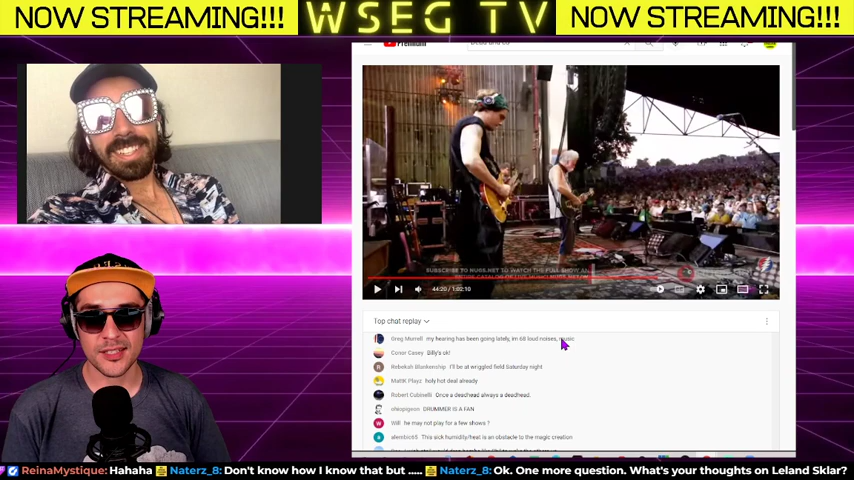 NOW STREAMING!!!
WSEG TV
NOW STREAMING!!!
Premium
SUBSCRIBE TO NUGS.NET TO WATCH THE FULL SHOW AN
44:20 / 1:02:10
Top chat replay
Greg Murrell my hearing has been going lately, im 68 loud noises, music
Conor Casey Billy's ok!
Rebekah Blankenship I'll be at wriggled field Saturday night
MattK Playz holy hot deal already
Robert Gubinelli Once a deadhead always a deadhead.
ohiopigeon DRUMMER IS A FAN
Will he may not play for a few shows ?
alembic65 This sick humidity/heat is an obstacle to the magic creation
ReinaMystique: Hahaha Naterz_8: Don't know how I know that but ..... Naterz_8: Ok. One more question. What's your thoughts on Leland Sklar?